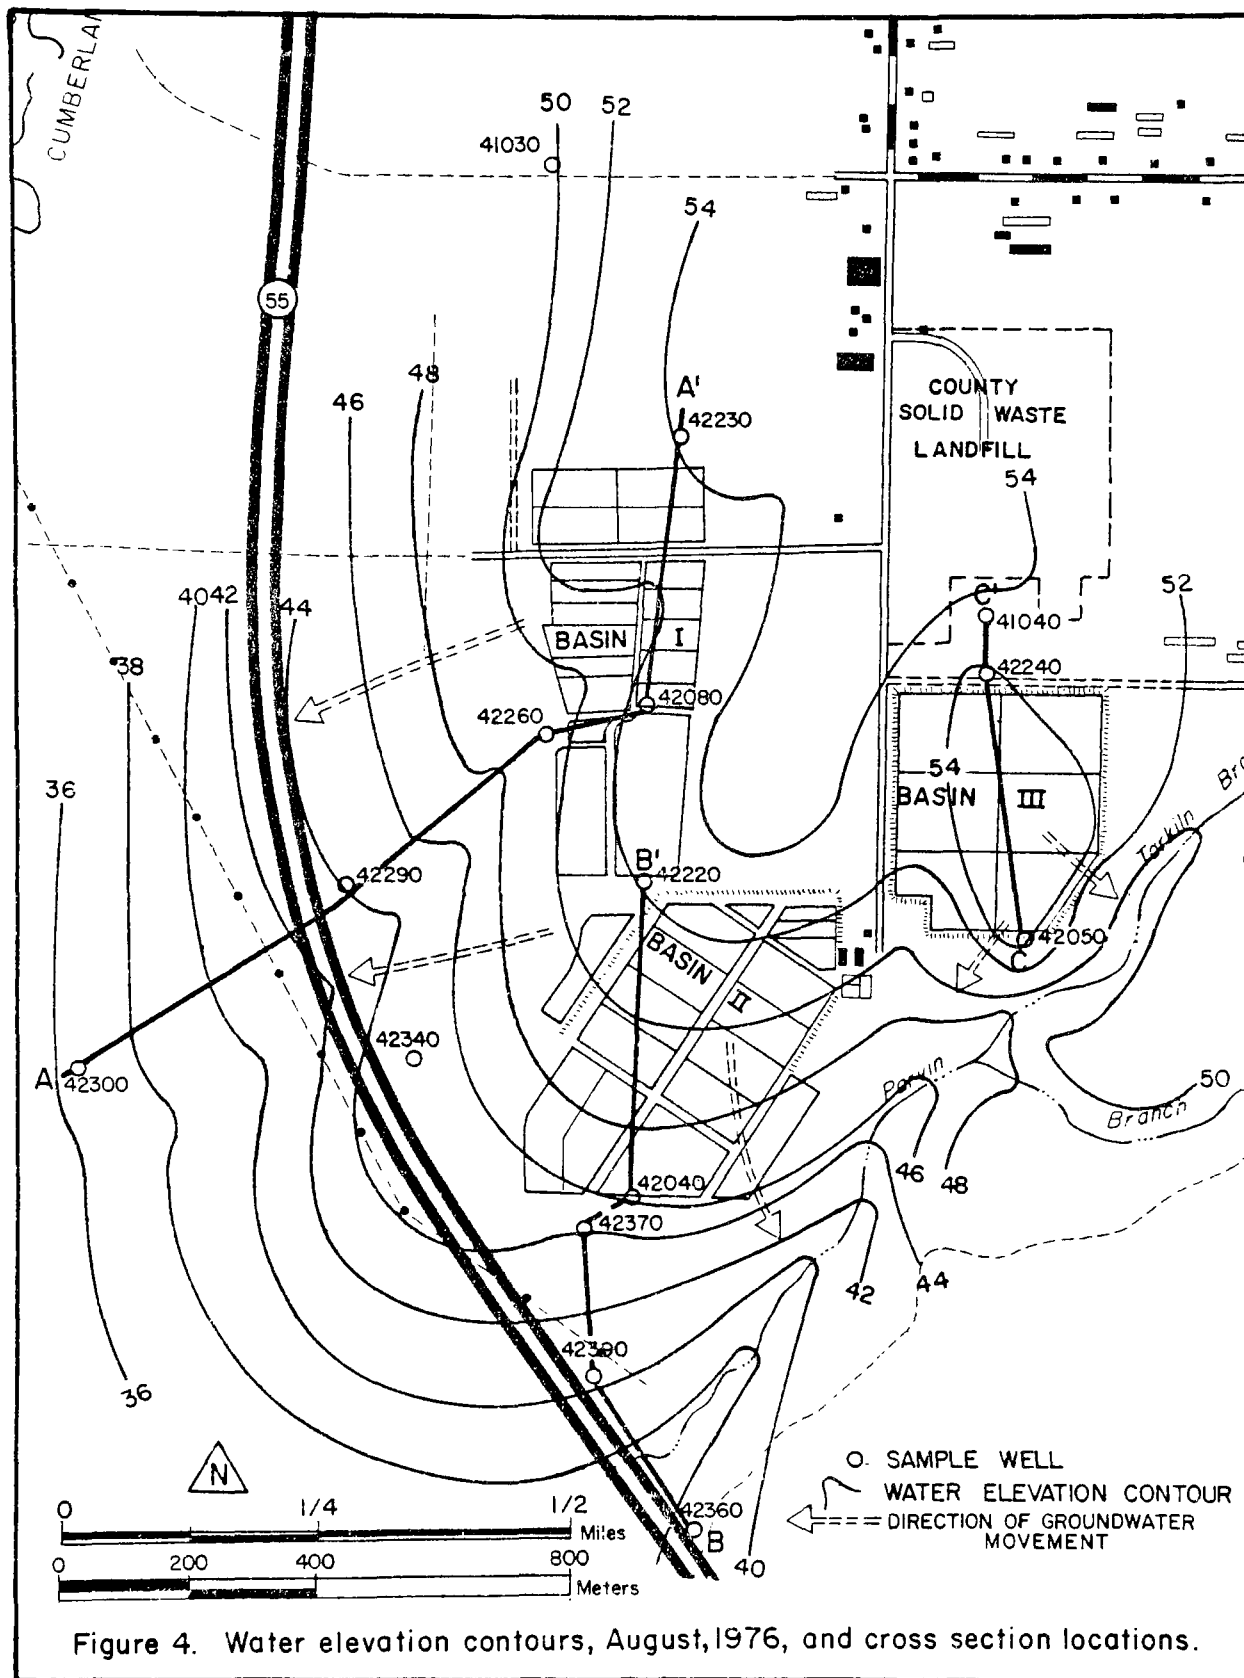 CUMBERLAN
50
52
41030
54
55
48
46
A'
42230
COUNTY
SOLID WASTE
LANDFILL
54
40
42
44
38
52
C'
41040
BASIN I
42240
42080
42260
36
54
BASIN III
Bra
Tarkiln
B'
42220
42290
42050
C
BASIN
II
42340
A
42300
Parvin
Branch
50
46
48
42040
42370
42
44
42390
36
N
42360
B
40
SAMPLE WELL
WATER ELEVATION CONTOUR
DIRECTION OF GROUNDWATER
MOVEMENT
0 1/4 1/2
Miles
0 200 400 800
Meters
Figure 4. Water elevation contours, August, 1976, and cross section locations.